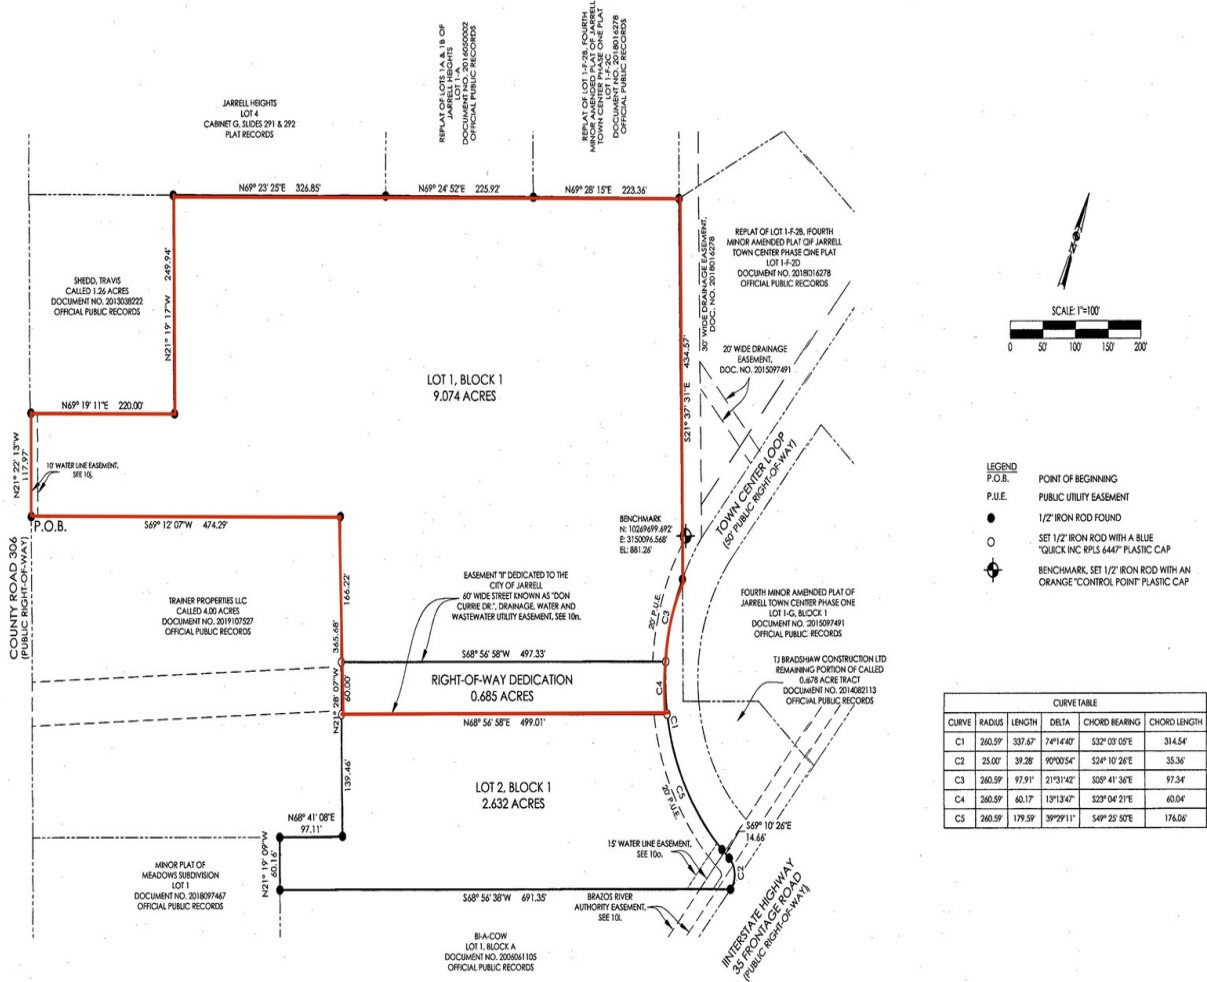 JARRELL HEIGHTS
LOT 4
CABINET G, SLIDES 291 & 292
PLAT RECORDS
REPLAT OF LOTS 1A & 1B OF
JARRELL HEIGHTS
LOT 1-A
DOCUMENT NO. 2016050002
OFFICIAL PUBLIC RECORDS
REPLAT OF LOT 1-F-2B, FOURTH
MINOR AMENDED PLAT OF JARRELL
TOWN CENTER PHASE ONE PLAT
LOT 1-F-2C
DOCUMENT NO. 2018016278
OFFICIAL PUBLIC RECORDS
N69° 23' 25"E 326.85'
N69° 24' 52"E 225.92'
N69° 28' 15"E 223.36'
SHEDD, TRAVIS
CALLED 1.26 ACRES
DOCUMENT NO. 2013038222
OFFICIAL PUBLIC RECORDS
N21° 19' 17"W 249.94'
30' WIDE DRAINAGE EASEMENT,
DOC. NO. 2018016278
REPLAT OF LOT 1-F-2B, FOURTH
MINOR AMENDED PLAT OF JARRELL
TOWN CENTER PHASE ONE PLAT
LOT 1-F-2D
DOCUMENT NO. 2018016278
OFFICIAL PUBLIC RECORDS
N
SCALE: 1"=100'
0 50' 100' 150' 200'
20' WIDE DRAINAGE
EASEMENT,
DOC. NO. 2015097491
LOT 1, BLOCK 1
9.074 ACRES
S21° 37' 31"E 434.57'
N69° 19' 11"E 220.00'
N21° 22' 13"W
117.97'
10' WATER LINE EASEMENT,
SEE 10j.
P.O.B.
S69° 12' 07"W 474.29'
TOWN CENTER LOOP
(50' PUBLIC RIGHT-OF-WAY)
BENCHMARK
N: 10269699.692'
E: 3150096.568'
EL: 881.26'
LEGEND
P.O.B. POINT OF BEGINNING
P.U.E. PUBLIC UTILITY EASEMENT
1/2" IRON ROD FOUND
SET 1/2" IRON ROD WITH A BLUE
"QUICK INC RPLS 6447" PLASTIC CAP
BENCHMARK, SET 1/2" IRON ROD WITH AN
ORANGE "CONTROL POINT" PLASTIC CAP
COUNTY ROAD 306
(PUBLIC RIGHT-OF-WAY)
TRAINER PROPERTIES LLC
CALLED 4.00 ACRES
DOCUMENT NO. 2019107527
OFFICIAL PUBLIC RECORDS
166.22'
N21° 28' 07"W 365.68'
60.00'
139.46'
EASEMENT "II" DEDICATED TO THE
CITY OF JARRELL
60' WIDE STREET KNOWN AS "DON
CURRIE DR.", DRAINAGE, WATER AND
WASTEWATER UTILITY EASEMENT, SEE 10n.
20' P.U.E.
C3
FOURTH MINOR AMENDED PLAT OF
JARRELL TOWN CENTER PHASE ONE
LOT 1-G, BLOCK 1
DOCUMENT NO. 2015097491
OFFICIAL PUBLIC RECORDS
S68° 56' 58"W 497.33'
RIGHT-OF-WAY DEDICATION
0.685 ACRES
N68° 56' 58"E 499.01'
C4
C1
TJ BRADSHAW CONSTRUCTION LTD
REMAINING PORTION OF CALLED
0.678 ACRE TRACT
DOCUMENT NO. 2014082113
OFFICIAL PUBLIC RECORDS
CURVE TABLE
CURVE RADIUS LENGTH DELTA CHORD BEARING CHORD LENGTH
C1 260.59' 337.67' 74°14'40" S32° 03' 05"E 314.54'
C2 25.00' 39.28' 90°00'54" S24° 10' 26"E 35.36'
C3 260.59' 97.91' 21°31'42" S05° 41' 36"E 97.34'
C4 260.59' 60.17' 13°13'47" S23° 04' 21"E 60.04'
C5 260.59' 179.59' 39°29'11" S49° 25' 50"E 176.06'
LOT 2, BLOCK 1
2.632 ACRES
C5
20' P.U.E.
N68° 41' 08"E
97.11'
S69° 10' 26"E
14.66'
15' WATER LINE EASEMENT,
SEE 10o.
C2
N21° 19' 09"W
60.16'
MINOR PLAT OF
MEADOWS SUBDIVISION
LOT 1
DOCUMENT NO. 2018097467
OFFICIAL PUBLIC RECORDS
S68° 56' 38"W 691.35'
BRAZOS RIVER
AUTHORITY EASEMENT,
SEE 10l.
INTERSTATE HIGHWAY
35 FRONTAGE ROAD
(PUBLIC RIGHT-OF-WAY)
BI-A-COW
LOT 1, BLOCK A
DOCUMENT NO. 2006061105
OFFICIAL PUBLIC RECORDS